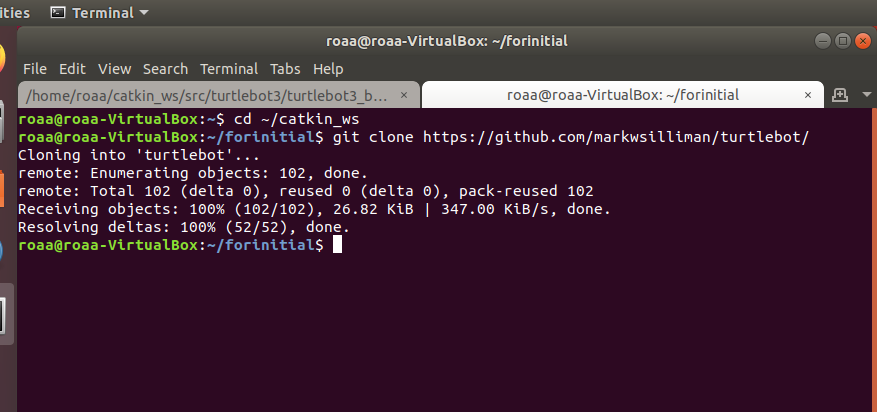 ities Terminal
roaa@roaa-VirtualBox: ~/forinitial
File Edit View Search Terminal Tabs Help
/home/roaa/catkin_ws/src/turtlebot3/turtlebot3_b... × roaa@roaa-VirtualBox: ~/forinitial ×
roaa@roaa-VirtualBox:~$ cd ~/catkin_ws
roaa@roaa-VirtualBox:~/forinitial$ git clone https://github.com/markwsilliman/turtlebot/
Cloning into 'turtlebot'...
remote: Enumerating objects: 102, done.
remote: Total 102 (delta 0), reused 0 (delta 0), pack-reused 102
Receiving objects: 100% (102/102), 26.82 KiB | 347.00 KiB/s, done.
Resolving deltas: 100% (52/52), done.
roaa@roaa-VirtualBox:~/forinitial$